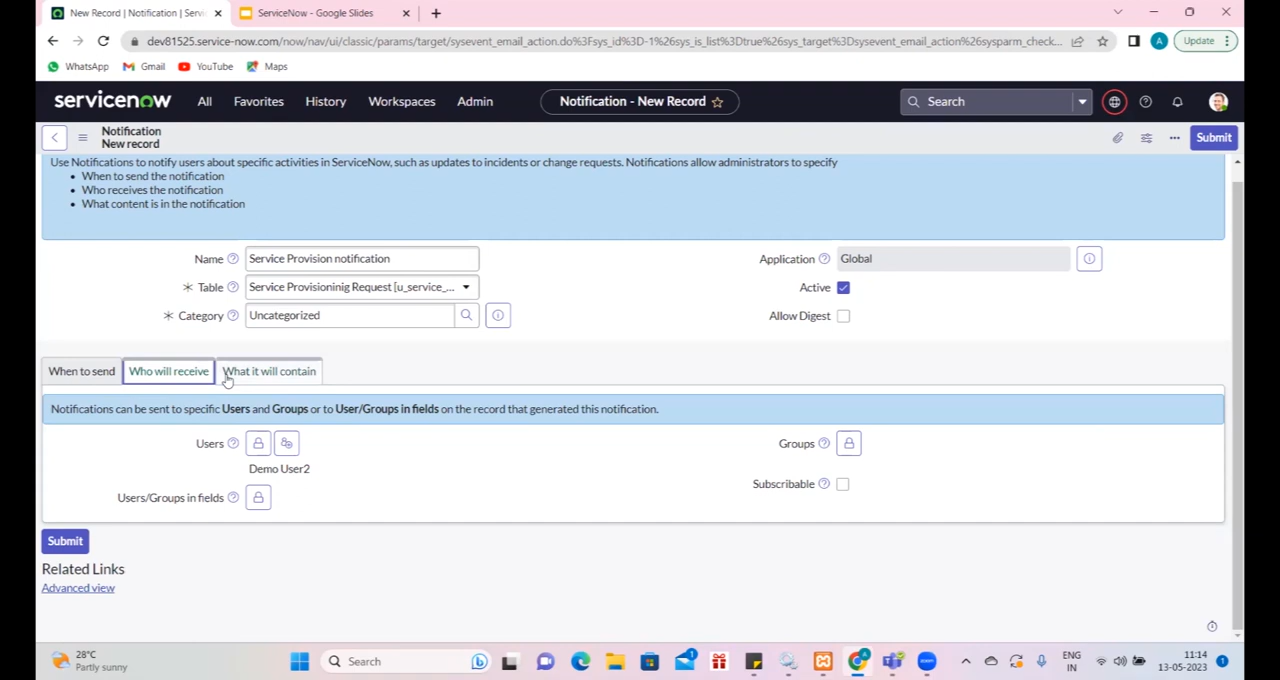 New Record | Notification | Servi
ServiceNow - Google Slides
dev81525.service-now.com/now/nav/ui/classic/params/target/sysevent_email_action.do%3Fsys_id%3D-1%26sys_is_list%3Dtrue%26sys_target%3Dsysevent_email_action%26sysparm_check...
A
Update
WhatsApp
Gmail
YouTube
Maps
servicenow
All
Favorites
History
Workspaces
Admin
Notification - New Record
Search
Notification
New record
Submit
Use Notifications to notify users about specific activities in ServiceNow, such as updates to incidents or change requests. Notifications allow administrators to specify
• When to send the notification
• Who receives the notification
• What content is in the notification
Name
Service Provision notification
Application
Global
Table
Service Provisioninig Request [u_service_...
Active
Category
Uncategorized
Allow Digest
When to send
Who will receive
What it will contain
Notifications can be sent to specific Users and Groups or to User/Groups in fields on the record that generated this notification.
Users
Groups
Demo User2
Subscribable
Users/Groups in fields
Submit
Related Links
Advanced view
28°C
Partly sunny
Search
1
ENG
IN
11:14
13-05-2023
1